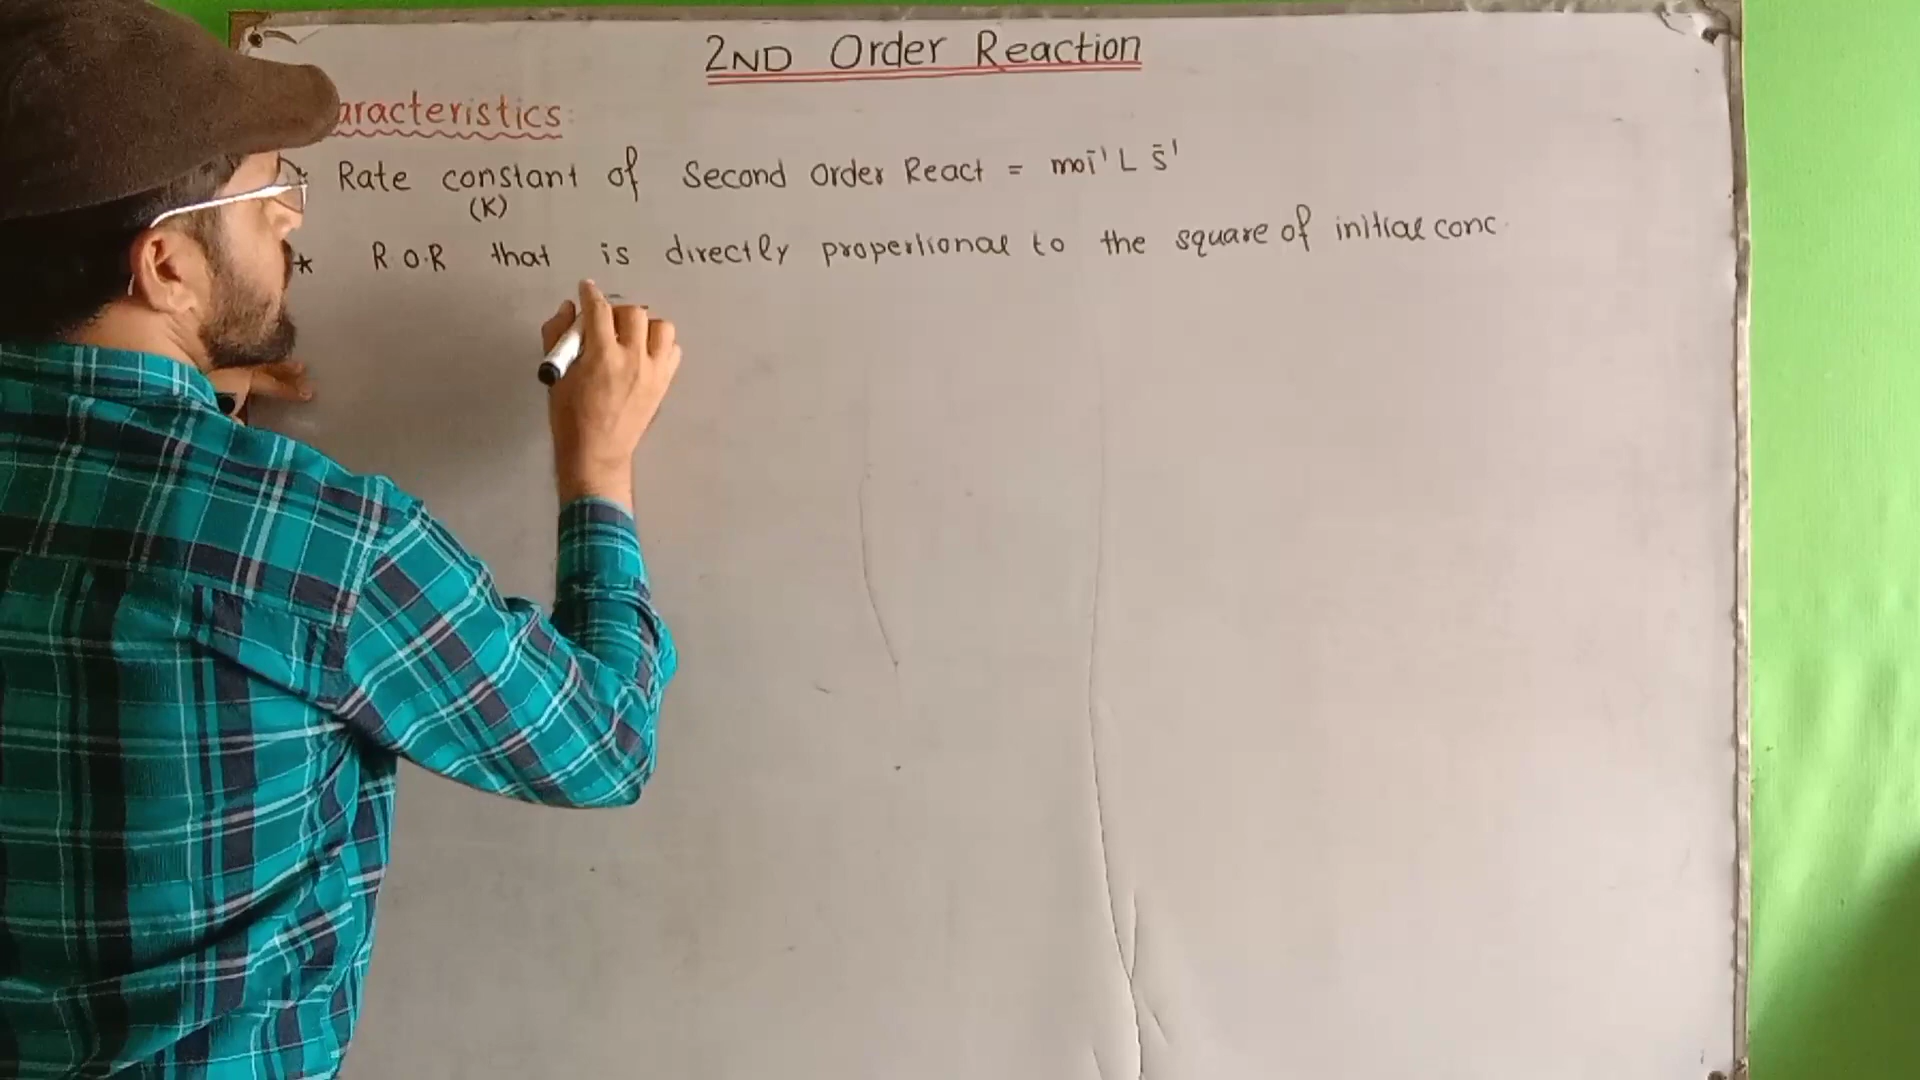 2ND Order Reaction
aracteristics:
* Rate constant of Second Order React = mol⁻¹ L s⁻¹
(K)
* R.O.R that is directly propertional to the square of initial conc.